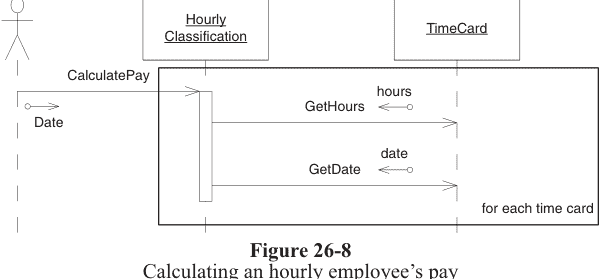 Hourly
Classification
TimeCard
CalculatePay
hours
GetHours
Date
date
GetDate
for each time card
Figure 26-8
Calculating an hourly employee’s pay